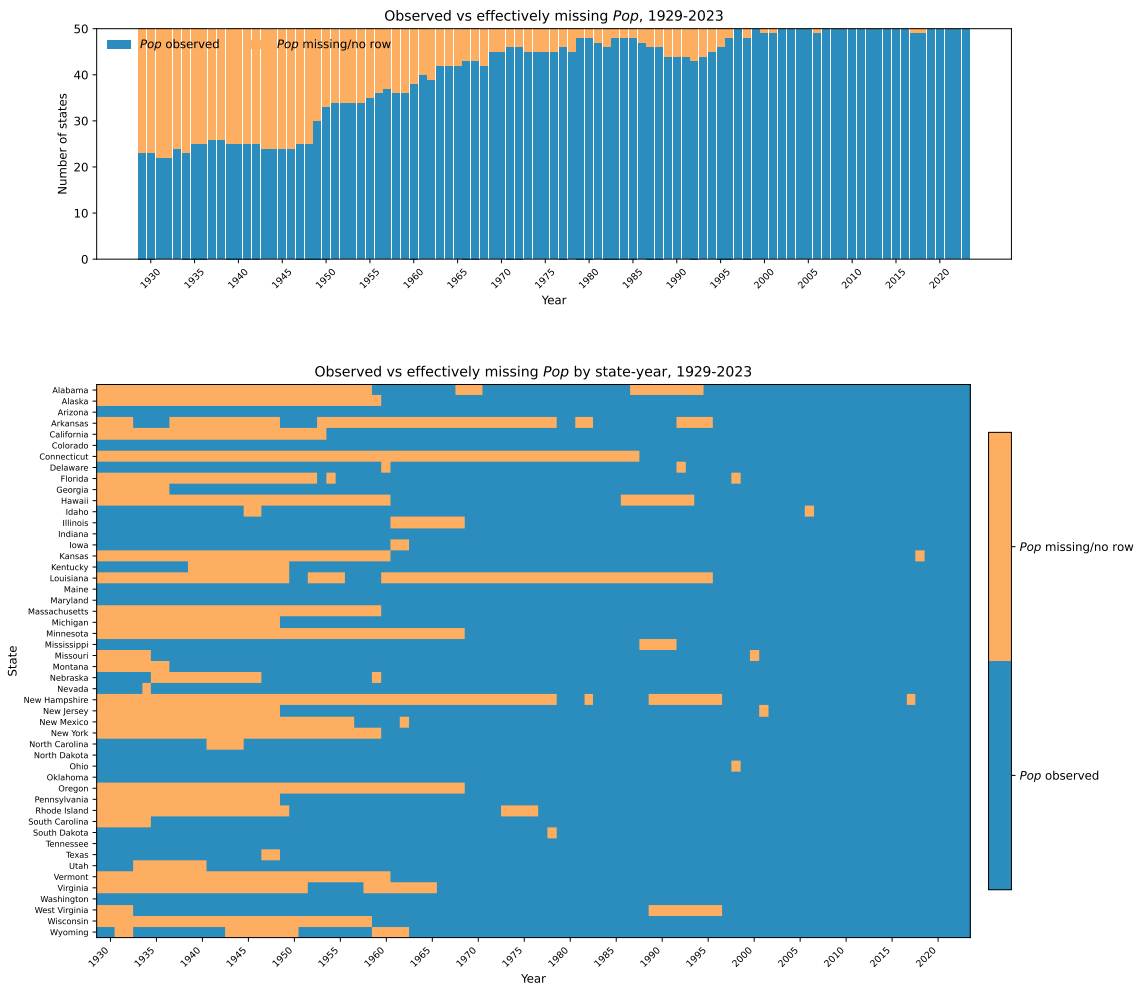 Observed vs effectively missing Pop, 1929-2023
Pop observed
Pop missing/no row
50
40
30
20
10
0
Number of states
1930 1935 1940 1945 1950 1955 1960 1965 1970 1975 1980 1985 1990 1995 2000 2005 2010 2015 2020
Year
Observed vs effectively missing Pop by state-year, 1929-2023
Alabama
Alaska
Arizona
Arkansas
California
Colorado
Connecticut
Delaware
Florida
Georgia
Hawaii
Idaho
Illinois
Indiana
Iowa
Kansas
Kentucky
Louisiana
Maine
Maryland
Massachusetts
Michigan
Minnesota
Mississippi
Missouri
Montana
Nebraska
Nevada
New Hampshire
New Jersey
New Mexico
New York
North Carolina
North Dakota
Ohio
Oklahoma
Oregon
Pennsylvania
Rhode Island
South Carolina
South Dakota
Tennessee
Texas
Utah
Vermont
Virginia
Washington
West Virginia
Wisconsin
Wyoming
State
1930 1935 1940 1945 1950 1955 1960 1965 1970 1975 1980 1985 1990 1995 2000 2005 2010 2015 2020
Year
Pop missing/no row
Pop observed